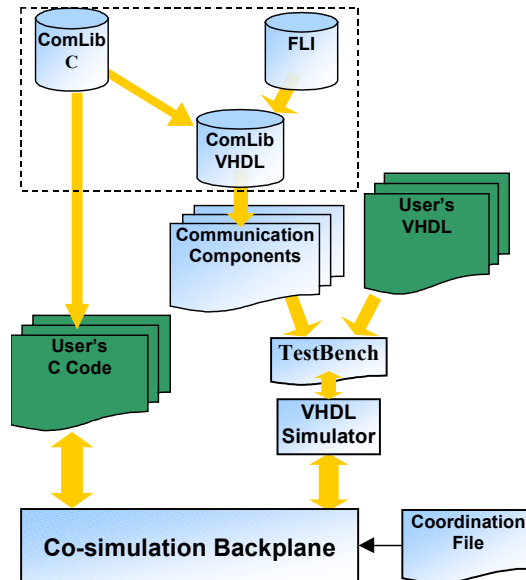 ComLib
C
FLI
ComLib
VHDL
Communication
Components
User's
VHDL
User's
C Code
TestBench
VHDL
Simulator
Co-simulation Backplane
Coordination
File